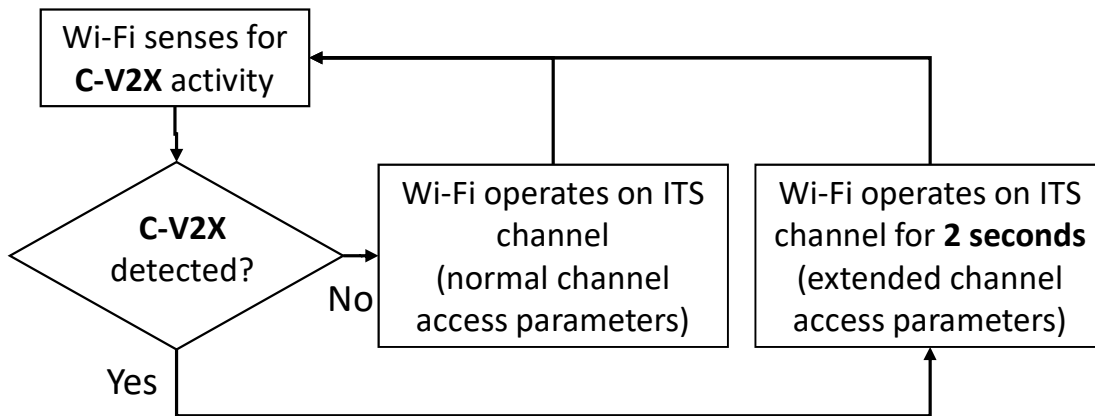 Wi-Fi senses for
C-V2X activity
C-V2X
detected?
No
Yes
Wi-Fi operates on ITS
channel
(normal channel
access parameters)
Wi-Fi operates on ITS
channel for 2 seconds
(extended channel
access parameters)